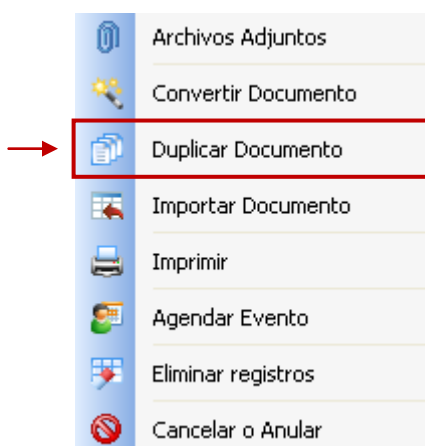 Archivos Adjuntos
Convertir Documento
Duplicar Documento
Importar Documento
Imprimir
Agendar Evento
Eliminar registros
Cancelar o Anular